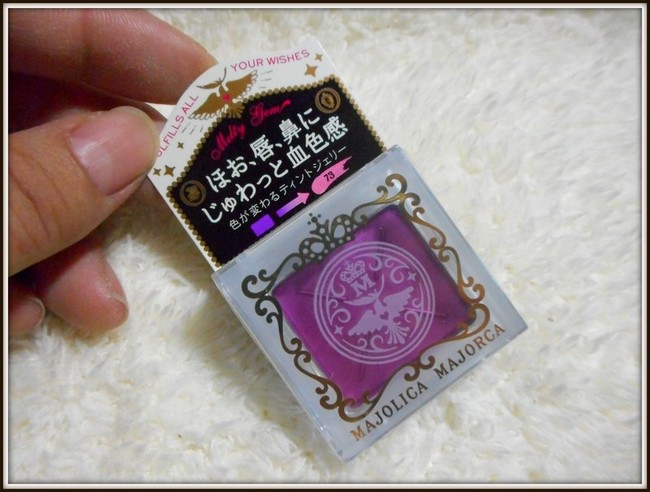 FULFILLS ALL YOUR WISHES
Melty Gem
ほお、唇、鼻に
じゅわっと血色感
色が変わるティントジェリー
73
M
MAJOLICA MAJORCA